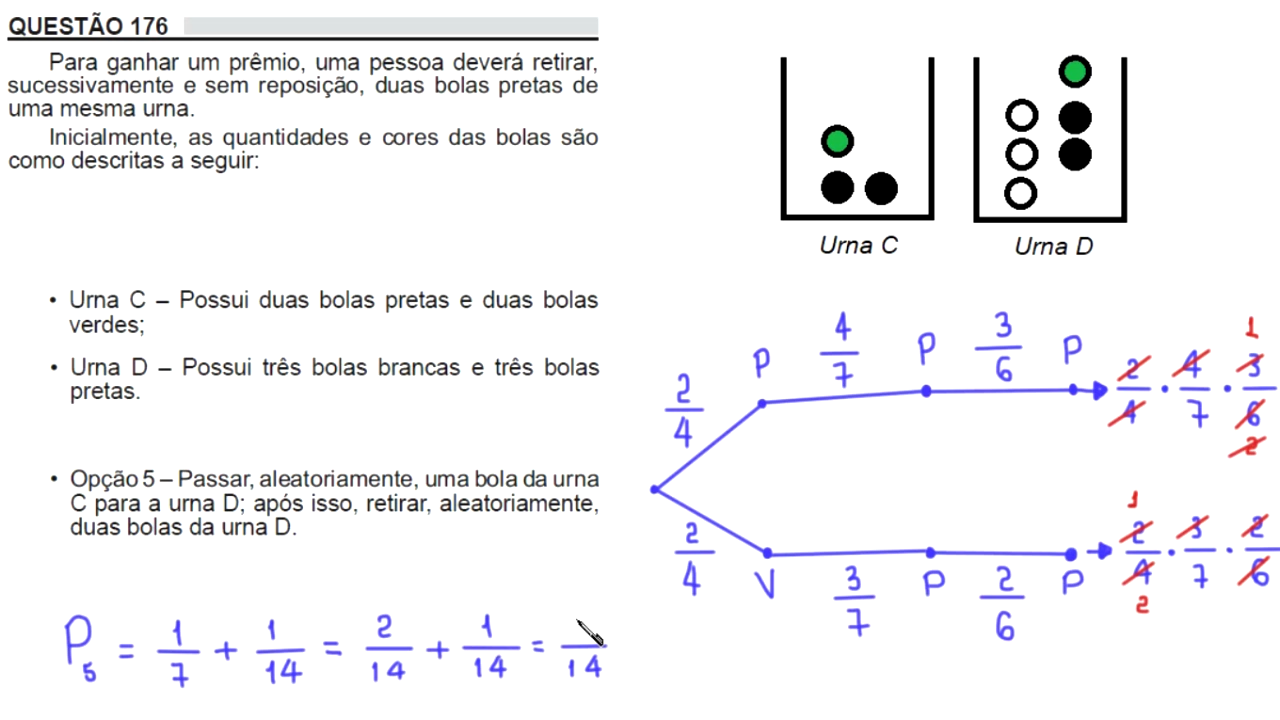 QUESTÃO 176
Para ganhar um prêmio, uma pessoa deverá retirar,
sucessivamente e sem reposição, duas bolas pretas de
uma mesma urna.
Inicialmente, as quantidades e cores das bolas são
como descritas a seguir:
• Urna C – Possui duas bolas pretas e duas bolas
verdes;
• Urna D – Possui três bolas brancas e três bolas
pretas.
• Opção 5 – Passar, aleatoriamente, uma bola da urna
C para a urna D; após isso, retirar, aleatoriamente,
duas bolas da urna D.
P5 = 1/7 + 1/14 = 2/14 + 1/14 = /14
Urna C Urna D
2/4 P 4/7 P 3/6 P 2/4 · 4/7 · 3/6 1 2
2/4 V 3/7 P 2/6 P 2/4 · 3/7 · 2/6 1 2